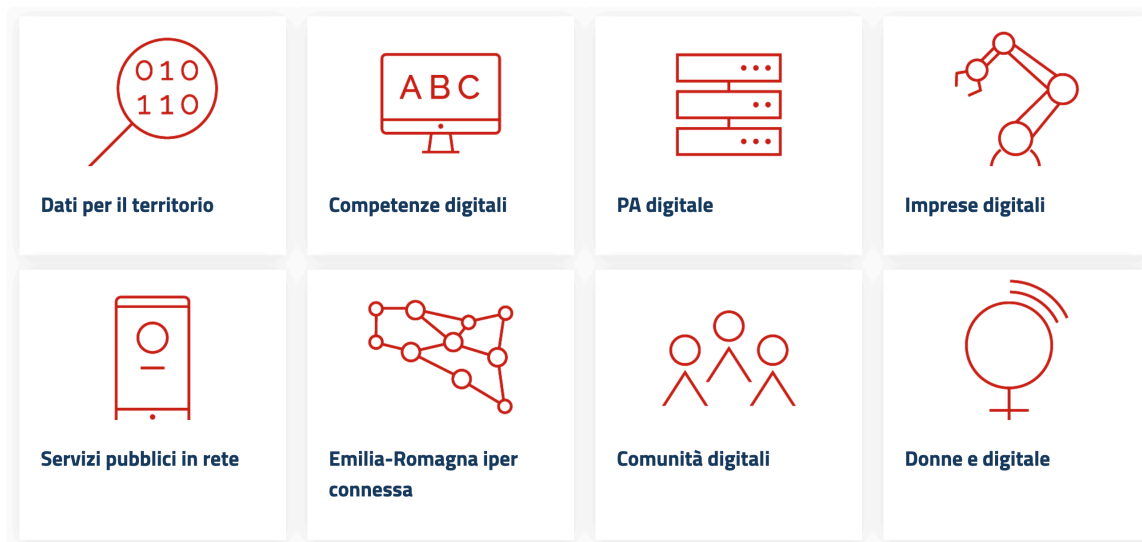 010
110
ABC
Dati per il territorio
Competenze digitali
PA digitale
Imprese digitali
Servizi pubblici in rete
Emilia-Romagna iper
connessa
Comunità digitali
Donne e digitale